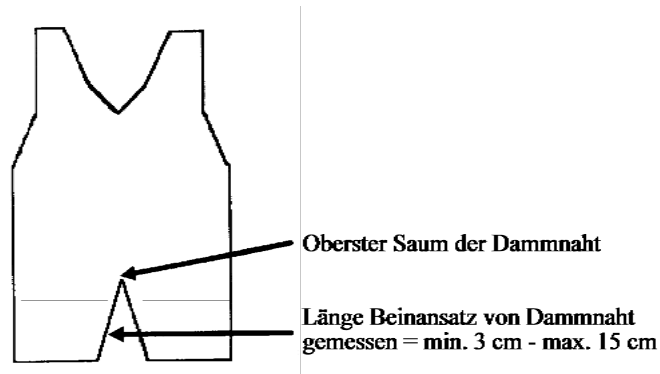 Oberster Saum der Dammnaht
Länge Beinansatz von Dammnaht
gemessen = min. 3 cm - max. 15 cm